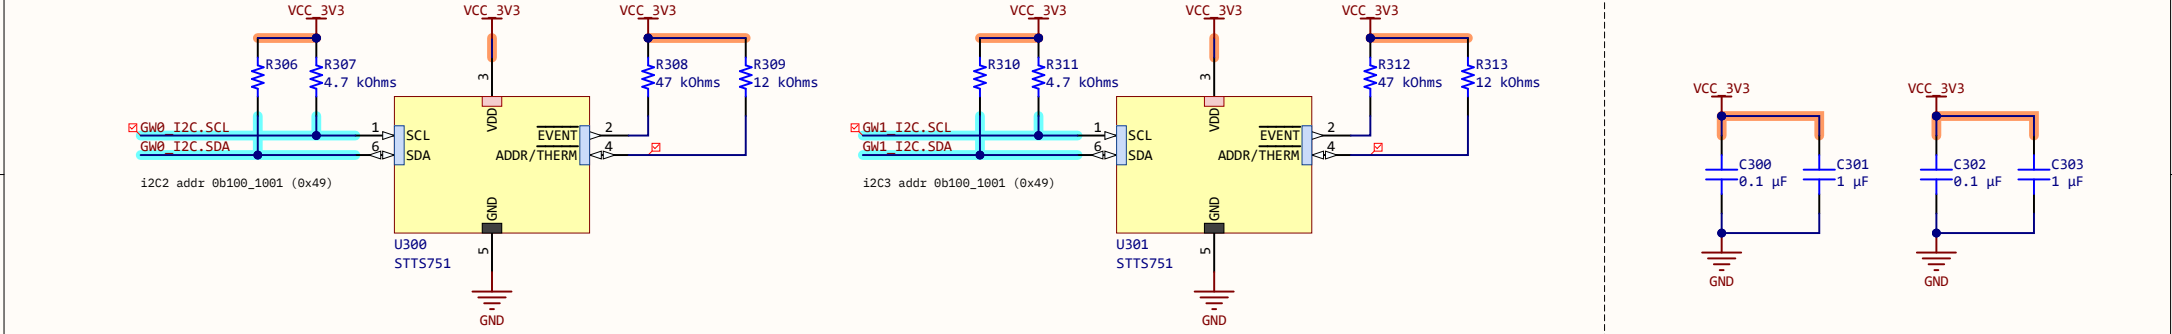 VCC_3V3
VCC_3V3
VCC_3V3
R306
R307
4.7 kOhms
R308
47 kOhms
R309
12 kOhms
3
VDD
GW0_I2C.SCL
1
SCL
EVENT
2
GW0_I2C.SDA
6
SDA
ADDR/THERM
4
i2C2 addr 0b100_1001 (0x49)
GND
5
U300
STTS751
GND
VCC_3V3
VCC_3V3
VCC_3V3
R310
R311
4.7 kOhms
R312
47 kOhms
R313
12 kOhms
3
VDD
GW1_I2C.SCL
1
SCL
EVENT
2
GW1_I2C.SDA
6
SDA
ADDR/THERM
4
i2C3 addr 0b100_1001 (0x49)
GND
5
U301
STTS751
GND
VCC_3V3
C300
0.1 µF
C301
1 µF
GND
VCC_3V3
C302
0.1 µF
C303
1 µF
GND